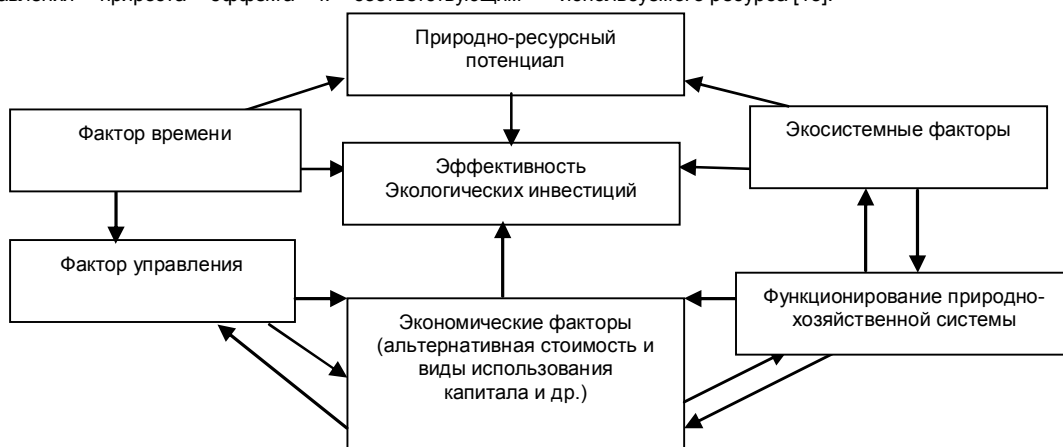 Природно-ресурсный
потенциал
Фактор времени
Экосистемные факторы
Эффективность
Экологических инвестиций
Фактор управления
Функционирование природно-
хозяйственной системы
Экономические факторы
(альтернативная стоимость и
виды использования
капитала и др.)